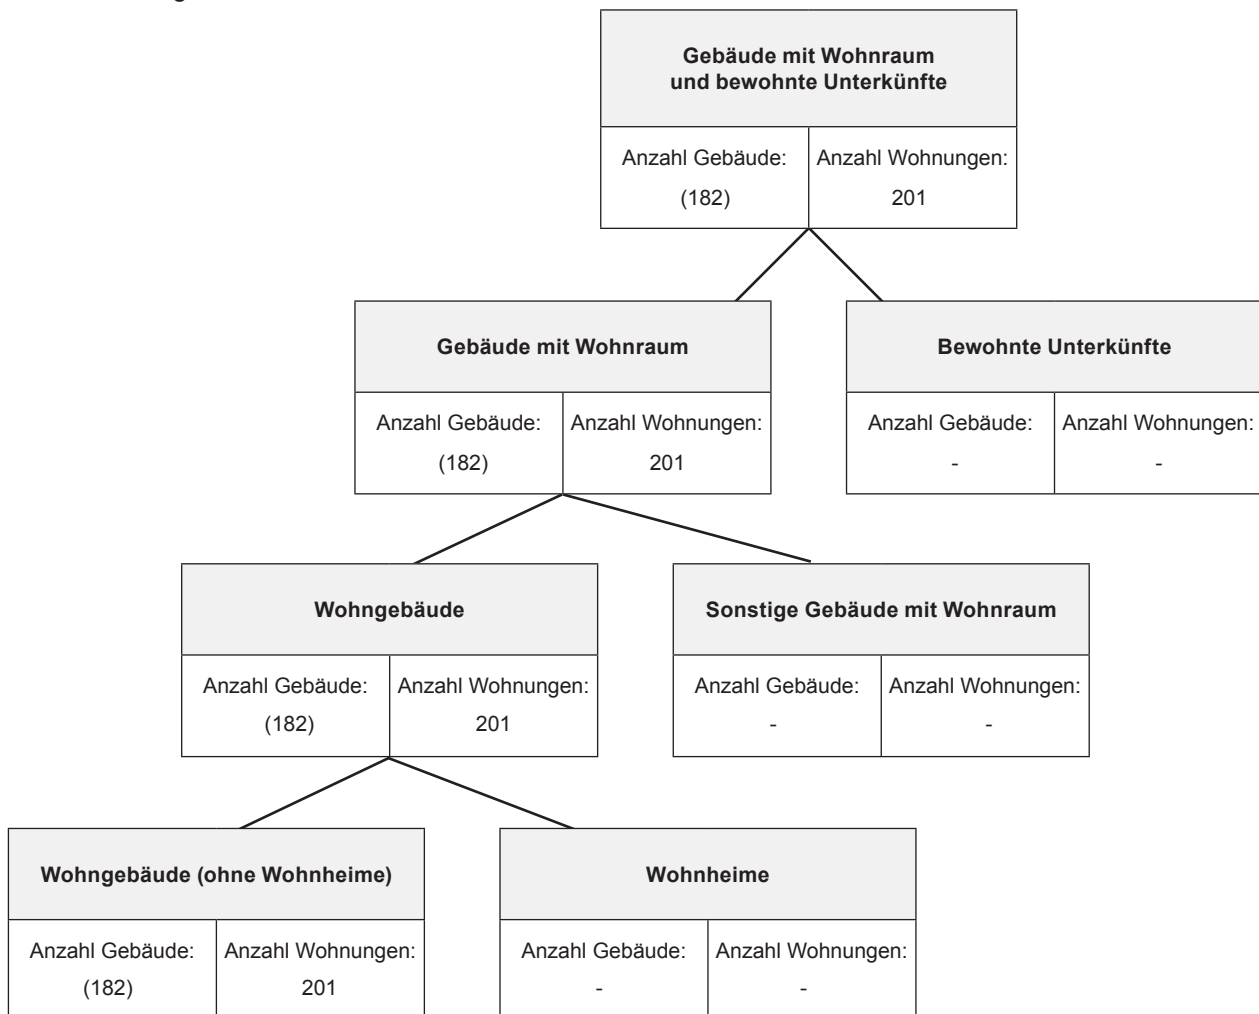 Gebäude mit Wohnraum
und bewohnte Unterkünfte
Anzahl Gebäude: Anzahl Wohnungen:
(182) 201
Gebäude mit Wohnraum Bewohnte Unterkünfte
Anzahl Gebäude: Anzahl Wohnungen: Anzahl Gebäude: Anzahl Wohnungen:
(182) 201 - -
Wohngebäude Sonstige Gebäude mit Wohnraum
Anzahl Gebäude: Anzahl Wohnungen: Anzahl Gebäude: Anzahl Wohnungen:
(182) 201 - -
Wohngebäude (ohne Wohnheime) Wohnheime
Anzahl Gebäude: Anzahl Wohnungen: Anzahl Gebäude: Anzahl Wohnungen:
(182) 201 - -